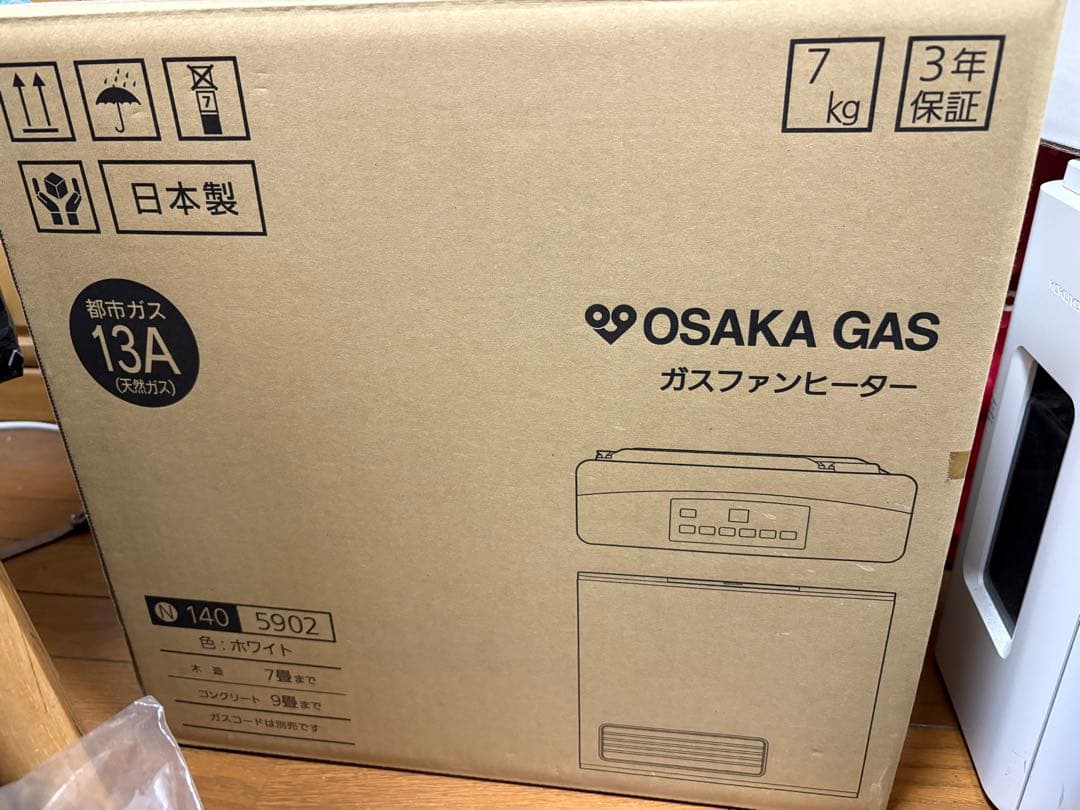 7
kg
3年
保証
7
日本製
都市ガス
13A
(天然ガス)
OSAKA GAS
ガスファンヒーター
N 140 5902
色:ホワイト
木造 7畳まで
コンクリート 9畳まで
ガスコードは別売です